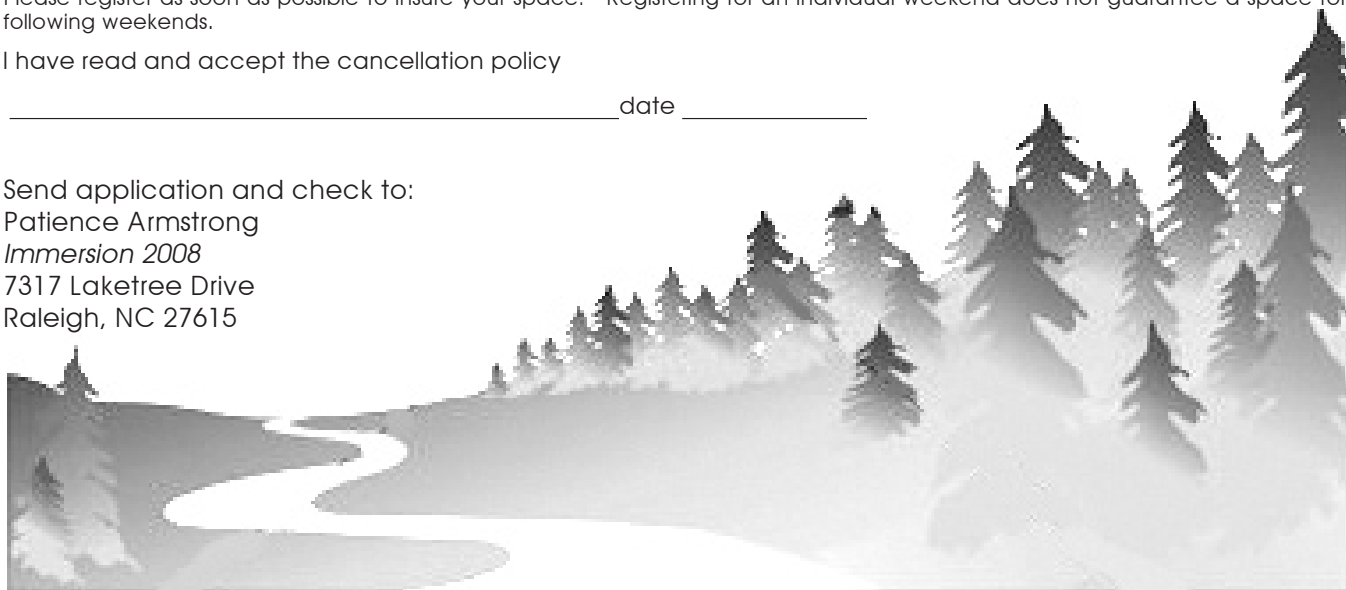 Please register as soon as possible to insure your space. Registering for an individual weekend does not guarantee a space for
following weekends.
I have read and accept the cancellation policy
date
Send application and check to:
Patience Armstrong
Immersion 2008
7317 Laketree Drive
Raleigh, NC 27615